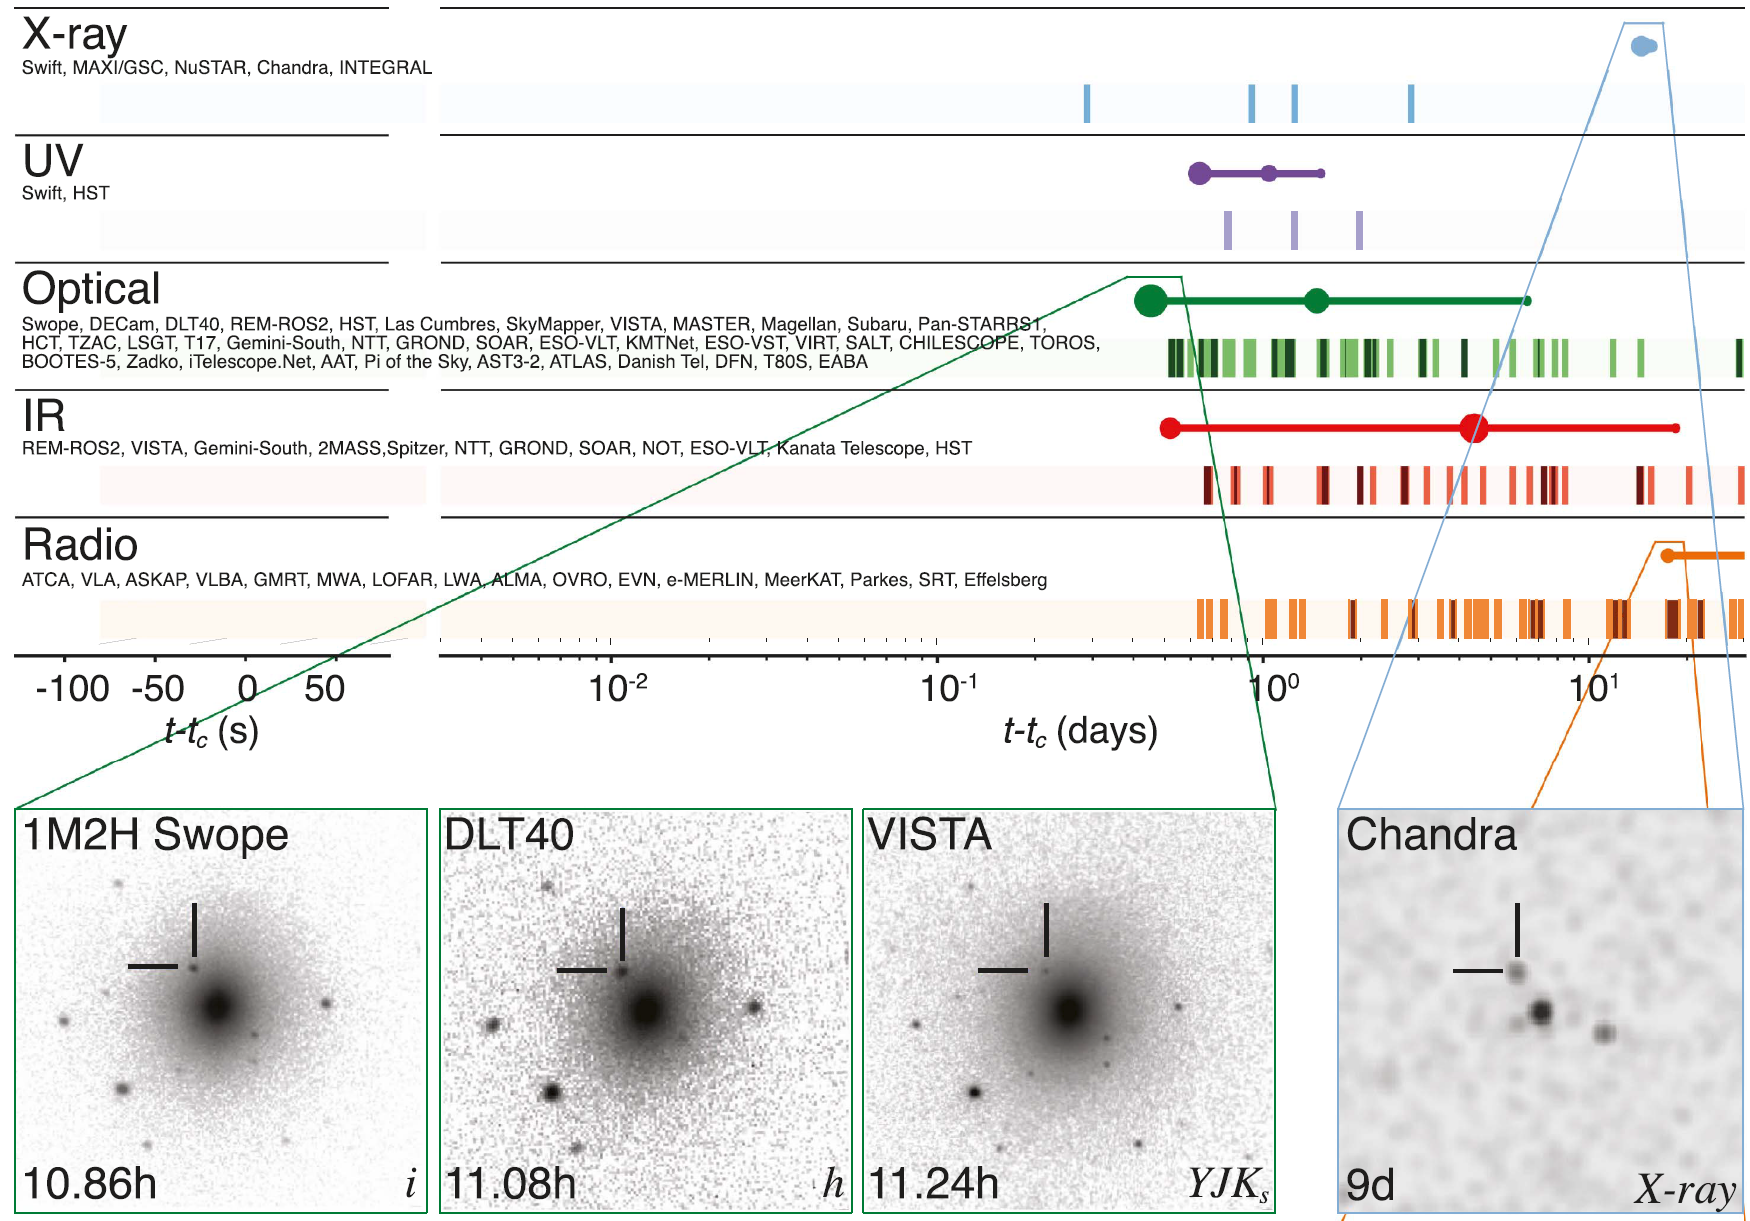 X-ray
Swift, MAXI/GSC, NuSTAR, Chandra, INTEGRAL
UV
Swift, HST
Optical
Swope, DECam, DLT40, REM-ROS2, HST, Las Cumbres, SkyMapper, VISTA, MASTER, Magellan, Subaru, Pan-STARRS1,
HCT, TZAC, LSGT, T17, Gemini-South, NTT, GROND, SOAR, ESO-VLT, KMTNet, ESO-VST, VIRT, SALT, CHILESCOPE, TOROS,
BOOTES-5, Zadko, iTelescope.Net, AAT, Pi of the Sky, AST3-2, ATLAS, Danish Tel, DFN, T80S, EABA
IR
REM-ROS2, VISTA, Gemini-South, 2MASS,Spitzer, NTT, GROND, SOAR, NOT, ESO-VLT, Kanata Telescope, HST
Radio
ATCA, VLA, ASKAP, VLBA, GMRT, MWA, LOFAR, LWA, ALMA, OVRO, EVN, e-MERLIN, MeerKAT, Parkes, SRT, Effelsberg
-100 -50 0 50 10⁻² 10⁻¹ 10⁰ 10¹
t-t_c (s) t-t_c (days)
1M2H Swope
10.86h i
DLT40
11.08h h
VISTA
11.24h YJK_s
Chandra
9d X-ray